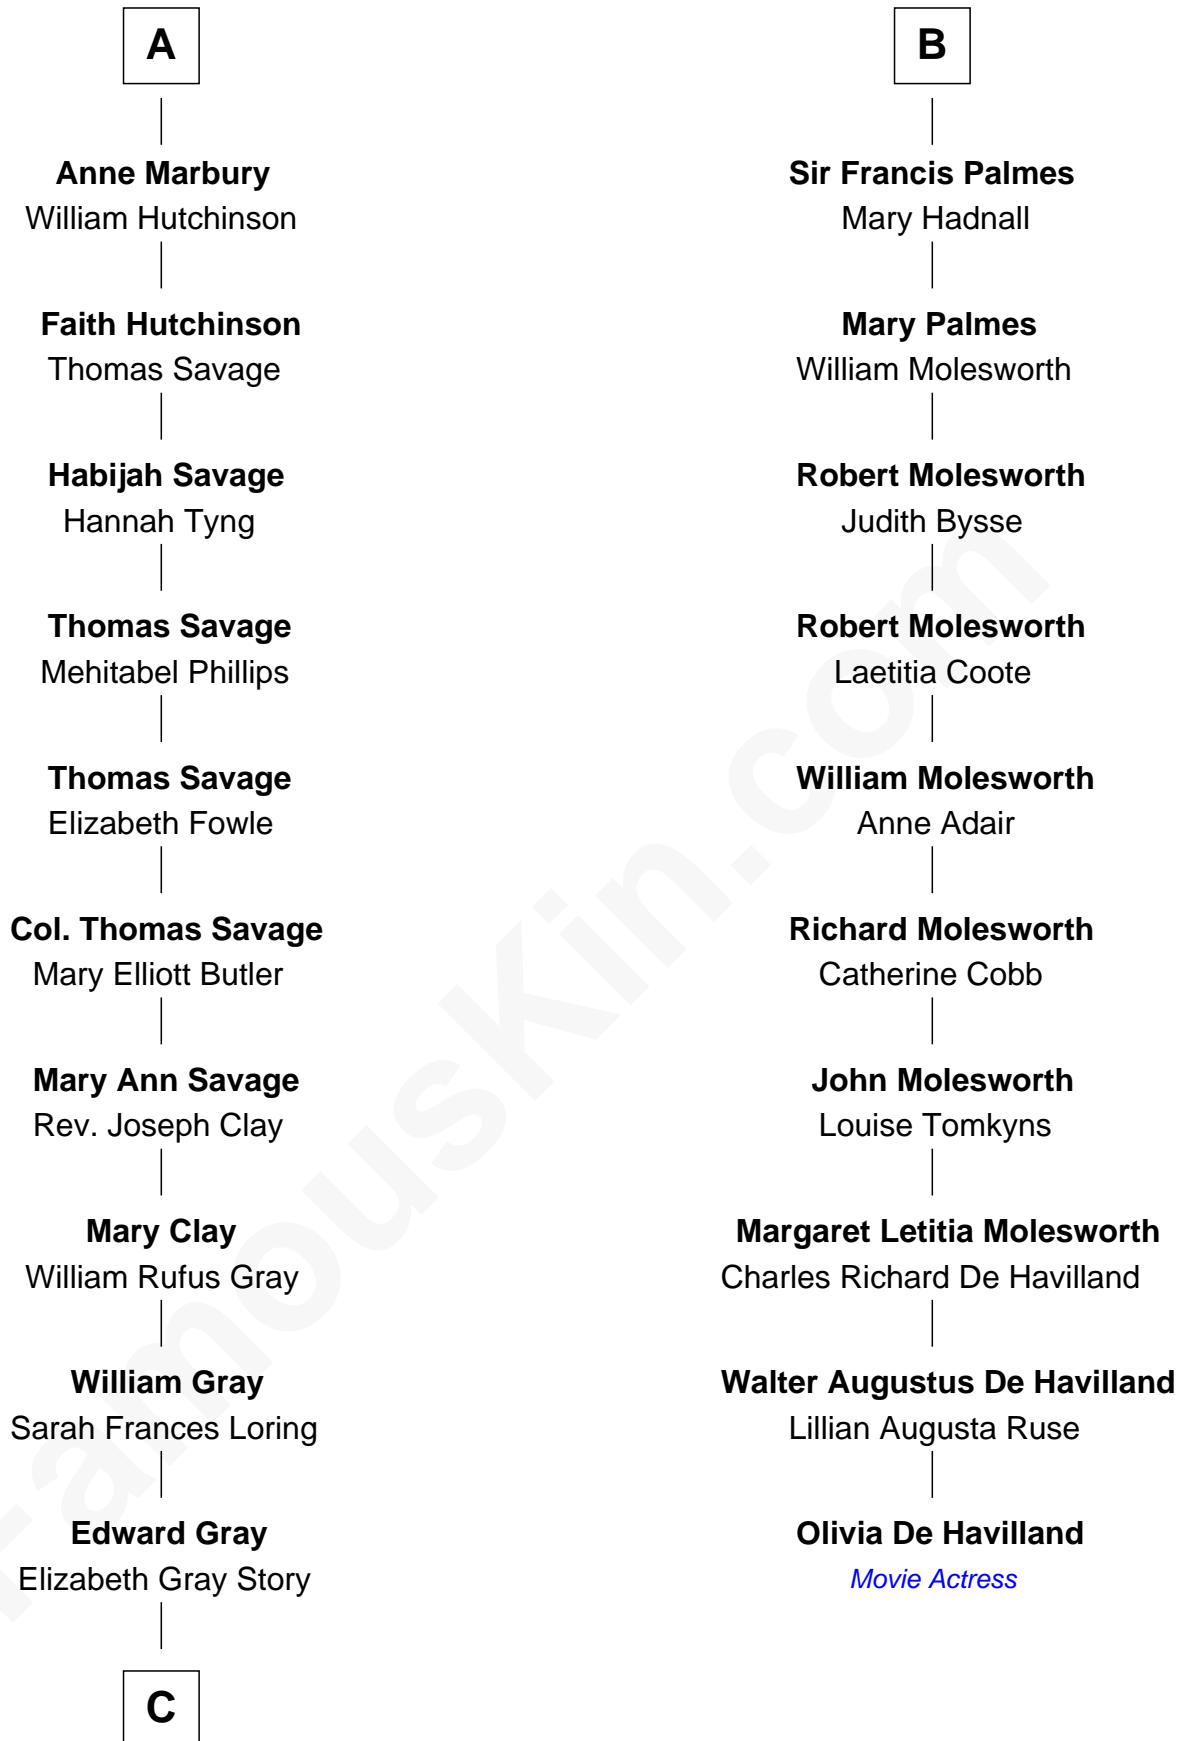 A
Anne Marbury
William Hutchinson
Faith Hutchinson
Thomas Savage
Habijah Savage
Hannah Tyng
Thomas Savage
Mehitabel Phillips
Thomas Savage
Elizabeth Fowle
Col. Thomas Savage
Mary Elliott Butler
Mary Ann Savage
Rev. Joseph Clay
Mary Clay
William Rufus Gray
William Gray
Sarah Frances Loring
Edward Gray
Elizabeth Gray Story
C
B
Sir Francis Palmes
Mary Hadnall
Mary Palmes
William Molesworth
Robert Molesworth
Judith Bysse
Robert Molesworth
Laetitia Coote
William Molesworth
Anne Adair
Richard Molesworth
Catherine Cobb
John Molesworth
Louise Tomkyns
Margaret Letitia Molesworth
Charles Richard De Havilland
Walter Augustus De Havilland
Lillian Augusta Ruse
Olivia De Havilland
Movie Actress
FamousKin.com